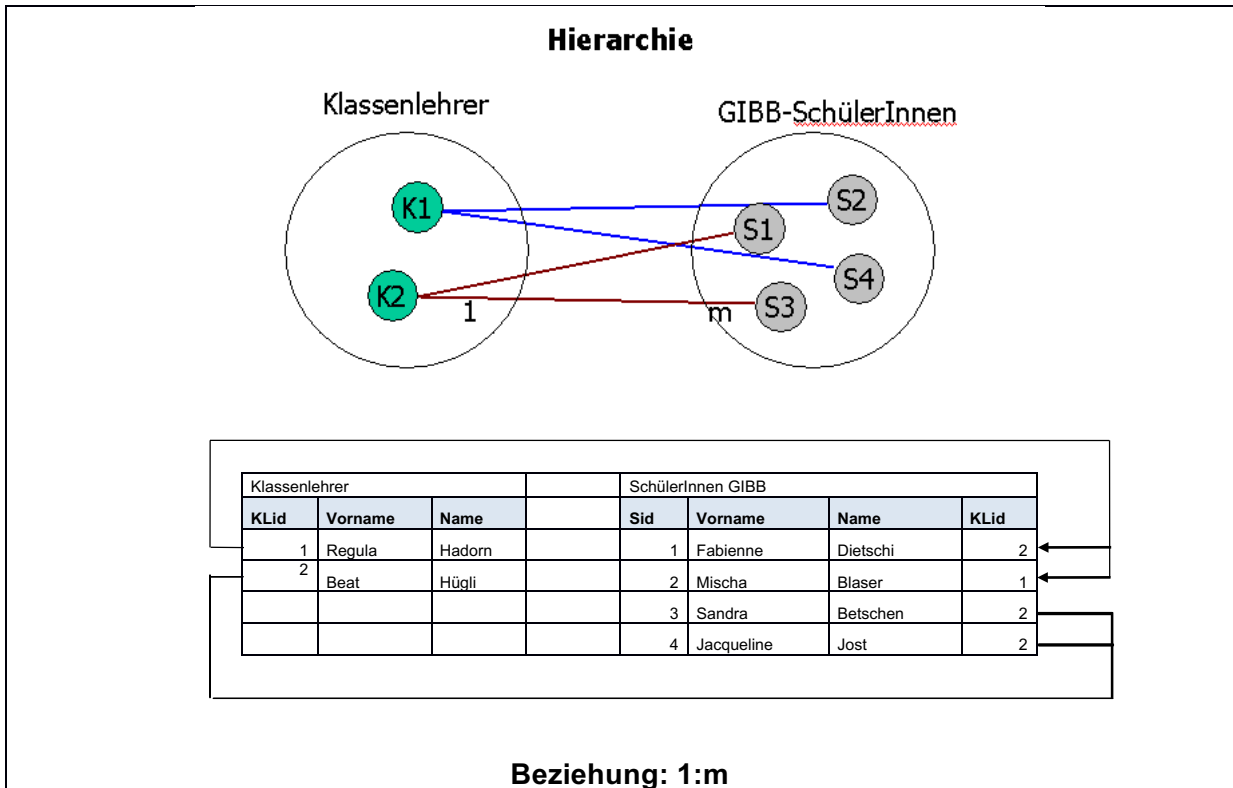 Hierarchie
Klassenlehrer GIBB-SchülerInnen
K1 S2
S1
K2 S4
1 m S3
Klassenlehrer SchülerInnen GIBB
KLid Vorname Name Sid Vorname Name KLid
1 Regula Hadorn 1 Fabienne Dietschi 2
2 Beat Hügli 2 Mischa Blaser 1
3 Sandra Betschen 2
4 Jacqueline Jost 2
Beziehung: 1:m